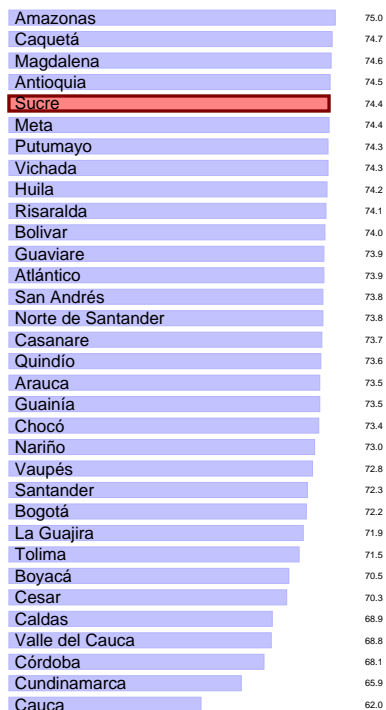 Amazonas 75.0
Caquetá 74.7
Magdalena 74.6
Antioquia 74.5
Sucre 74.4
Meta 74.4
Putumayo 74.3
Vichada 74.3
Huila 74.2
Risaralda 74.1
Bolivar 74.0
Guaviare 73.9
Atlántico 73.9
San Andrés 73.8
Norte de Santander 73.8
Casanare 73.7
Quindío 73.6
Arauca 73.5
Guainía 73.5
Chocó 73.4
Nariño 73.0
Vaupés 72.8
Santander 72.3
Bogotá 72.2
La Guajira 71.9
Tolima 71.5
Boyacá 70.5
Cesar 70.3
Caldas 68.9
Valle del Cauca 68.8
Córdoba 68.1
Cundinamarca 65.9
Cauca 62.0